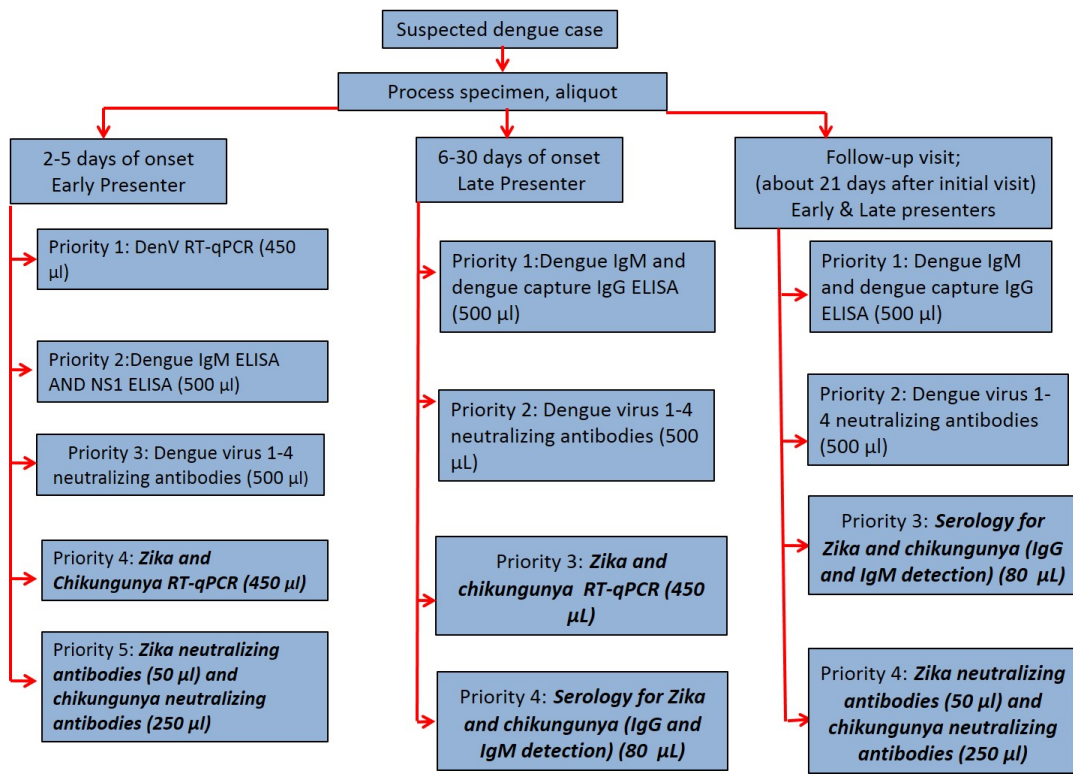 Suspected dengue case
Process specimen, aliquot
2-5 days of onset
Early Presenter
Priority 1: DenV RT-qPCR (450
µl)
Priority 2:Dengue IgM ELISA
AND NS1 ELISA (500 µl)
Priority 3: Dengue virus 1-4
neutralizing antibodies (500 µl)
Priority 4: Zika and
Chikungunya RT-qPCR (450 µl)
Priority 5: Zika neutralizing
antibodies (50 µl) and
chikungunya neutralizing
antibodies (250 µl)
6-30 days of onset
Late Presenter
Priority 1:Dengue IgM and
dengue capture IgG ELISA
(500 µl)
Priority 2: Dengue virus 1-4
neutralizing antibodies (500
µL)
Priority 3: Zika and
chikungunya RT-qPCR (450
µL)
Priority 4: Serology for Zika
and chikungunya (IgG and
IgM detection) (80 µL)
Follow-up visit;
(about 21 days after initial visit)
Early & Late presenters
Priority 1: Dengue IgM
and dengue capture IgG
ELISA (500 µl)
Priority 2: Dengue virus 1-
4 neutralizing antibodies
(500 µl)
Priority 3: Serology for
Zika and chikungunya (IgG
and IgM detection) (80 µL)
Priority 4: Zika neutralizing
antibodies (50 µl) and
chikungunya neutralizing
antibodies (250 µl)